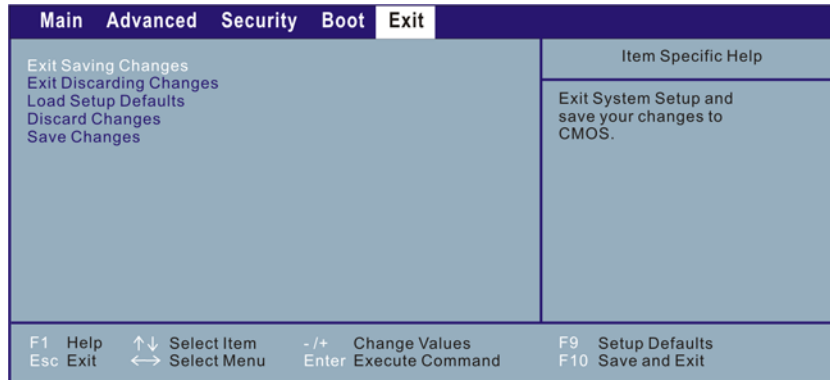 Main Advanced Security Boot Exit
Exit Saving Changes
Exit Discarding Changes
Load Setup Defaults
Discard Changes
Save Changes
Item Specific Help
Exit System Setup and
save your changes to
CMOS.
F1 Help ↑↓ Select Item -/+ Change Values F9 Setup Defaults
Esc Exit ←→ Select Menu Enter Execute Command F10 Save and Exit